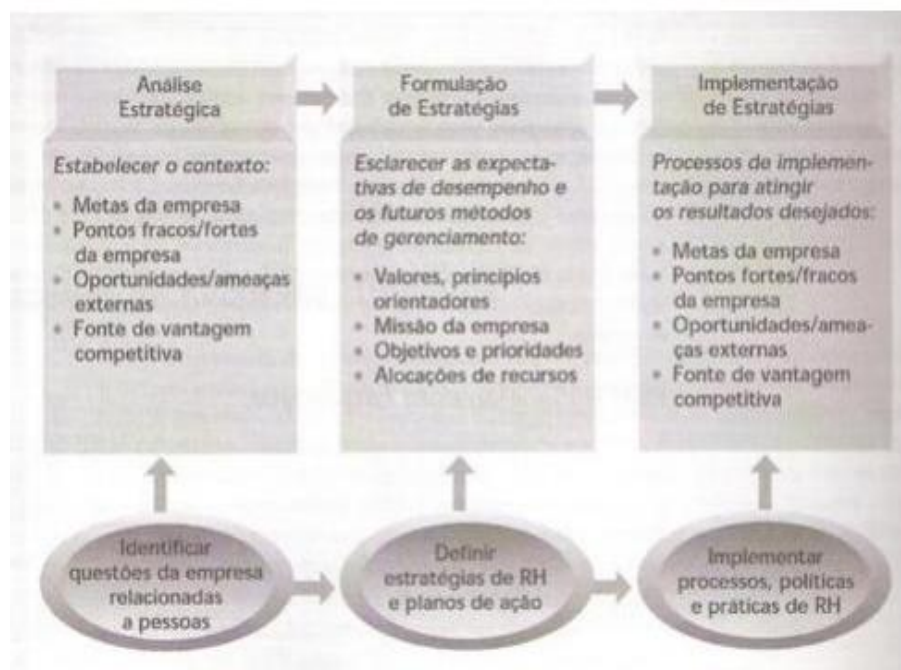 Análise
Estratégica
Formulação
de Estratégias
Implementação
de Estratégias
Estabelecer o contexto:
• Metas da empresa
• Pontos fracos/fortes
da empresa
• Oportunidades/ameaças
externas
• Fonte de vantagem
competitiva
Esclarecer as expecta-
tivas de desempenho e
os futuros métodos
de gerenciamento:
• Valores, princípios
orientadores
• Missão da empresa
• Objetivos e prioridades
• Alocações de recursos
Processos de implemen-
tação para atingir
os resultados desejados:
• Metas da empresa
• Pontos fortes/fracos
da empresa
• Oportunidades/amea-
ças externas
• Fonte de vantagem
competitiva
Identificar
questões da empresa
relacionadas
a pessoas
Definir
estratégias de RH
e planos de ação
Implementar
processos, políticas
e práticas de RH